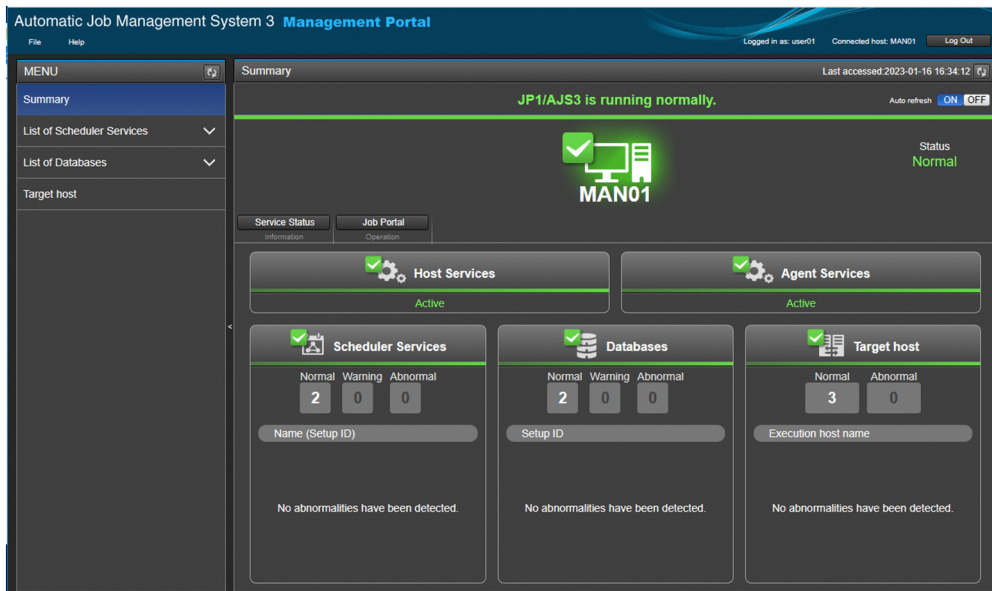 Automatic Job Management System 3 Management Portal
File Help
Logged in as: user01 Connected host: MAN01 Log Out
MENU
Summary
List of Scheduler Services
List of Databases
Target host
<
Summary
Last accessed:2023-01-16 16:34:12
JP1/AJS3 is running normally.
Auto refresh ON OFF
MAN01
Status
Normal
Service Status
Information
Job Portal
Operation
Host Services
Active
Agent Services
Active
Scheduler Services
Normal Warning Abnormal
2 0 0
Name (Setup ID)
No abnormalities have been detected.
Databases
Normal Warning Abnormal
2 0 0
Setup ID
No abnormalities have been detected.
Target host
Normal Abnormal
3 0
Execution host name
No abnormalities have been detected.